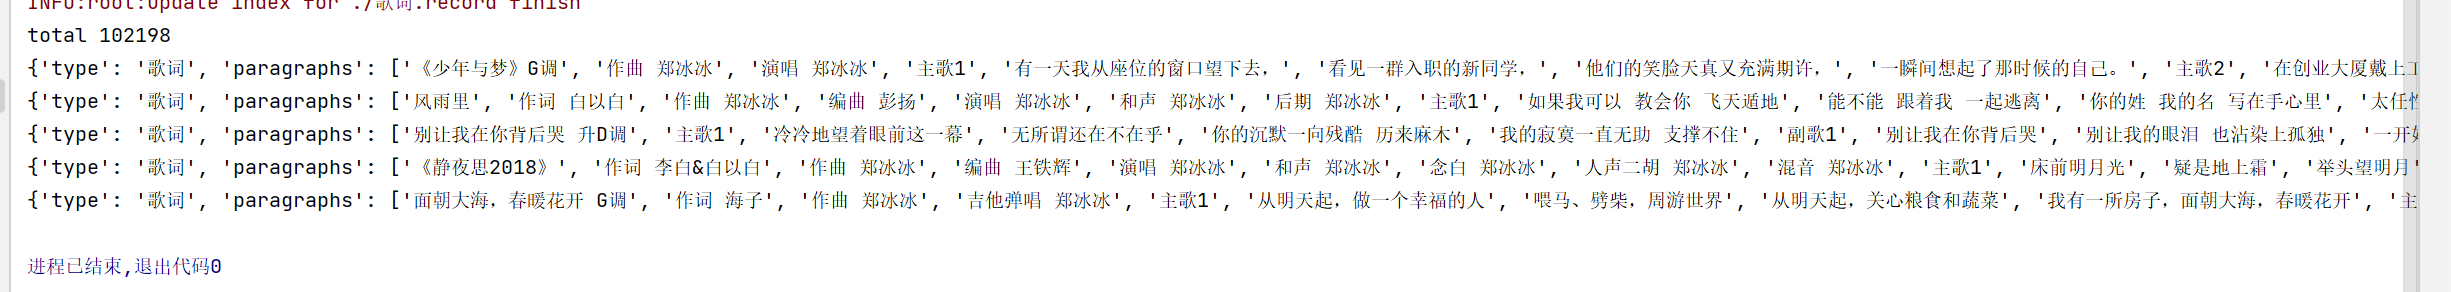 INFO:root:Update index for ./歌词.record finish
total 102198
{'type': '歌词', 'paragraphs': ['《少年与梦》G调', '作曲 郑冰冰', '演唱 郑冰冰', '主歌1', '有一天我从座位的窗口望下去，', '看见一群入职的新同学，', '他们的笑脸天真又充满期许，', '一瞬间想起了那时候的自己。', '主歌2', '在创业大厦戴上工
{'type': '歌词', 'paragraphs': ['风雨里', '作词 白以白', '作曲 郑冰冰', '编曲 彭扬', '演唱 郑冰冰', '和声 郑冰冰', '后期 郑冰冰', '主歌1', '如果我可以 教会你 飞天遁地', '能不能 跟着我 一起逃离', '你的姓 我的名 写在手心里', '太任性
{'type': '歌词', 'paragraphs': ['别让我在你背后哭 升D调', '主歌1', '冷冷地望着眼前这一幕', '无所谓还在不在乎', '你的沉默一向残酷 历来麻木', '我的寂寞一直无助 支撑不住', '副歌1', '别让我在你背后哭', '别让我的眼泪 也沾染上孤独', '一开始
{'type': '歌词', 'paragraphs': ['《静夜思2018》', '作词 李白&白以白', '作曲 郑冰冰', '编曲 王铁辉', '演唱 郑冰冰', '和声 郑冰冰', '念白 郑冰冰', '人声二胡 郑冰冰', '混音 郑冰冰', '主歌1', '床前明月光', '疑是地上霜', '举头望明月'
{'type': '歌词', 'paragraphs': ['面朝大海，春暖花开 G调', '作词 海子', '作曲 郑冰冰', '吉他弹唱 郑冰冰', '主歌1', '从明天起，做一个幸福的人', '喂马、劈柴，周游世界', '从明天起，关心粮食和蔬菜', '我有一所房子，面朝大海，春暖花开', '主
进程已结束,退出代码0